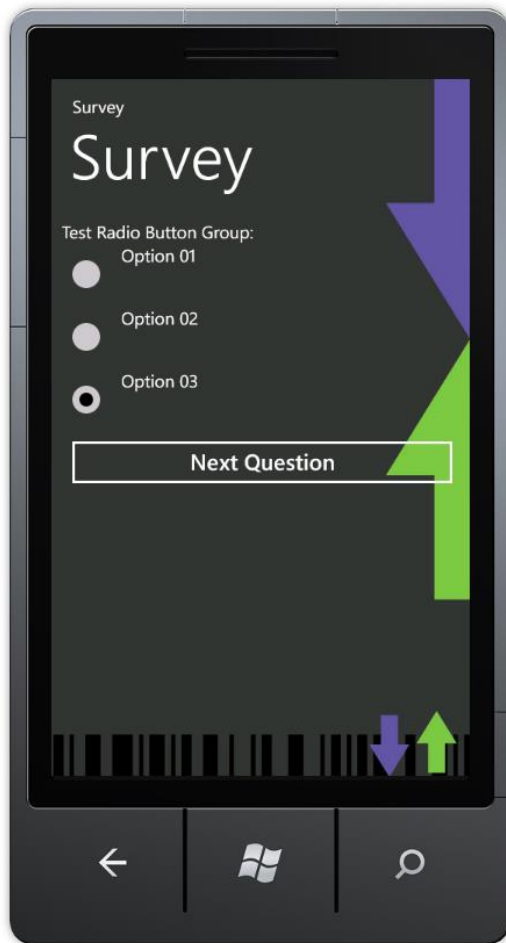 Survey
Survey
Test Radio Button Group:
Option 01
Option 02
Option 03
Next Question